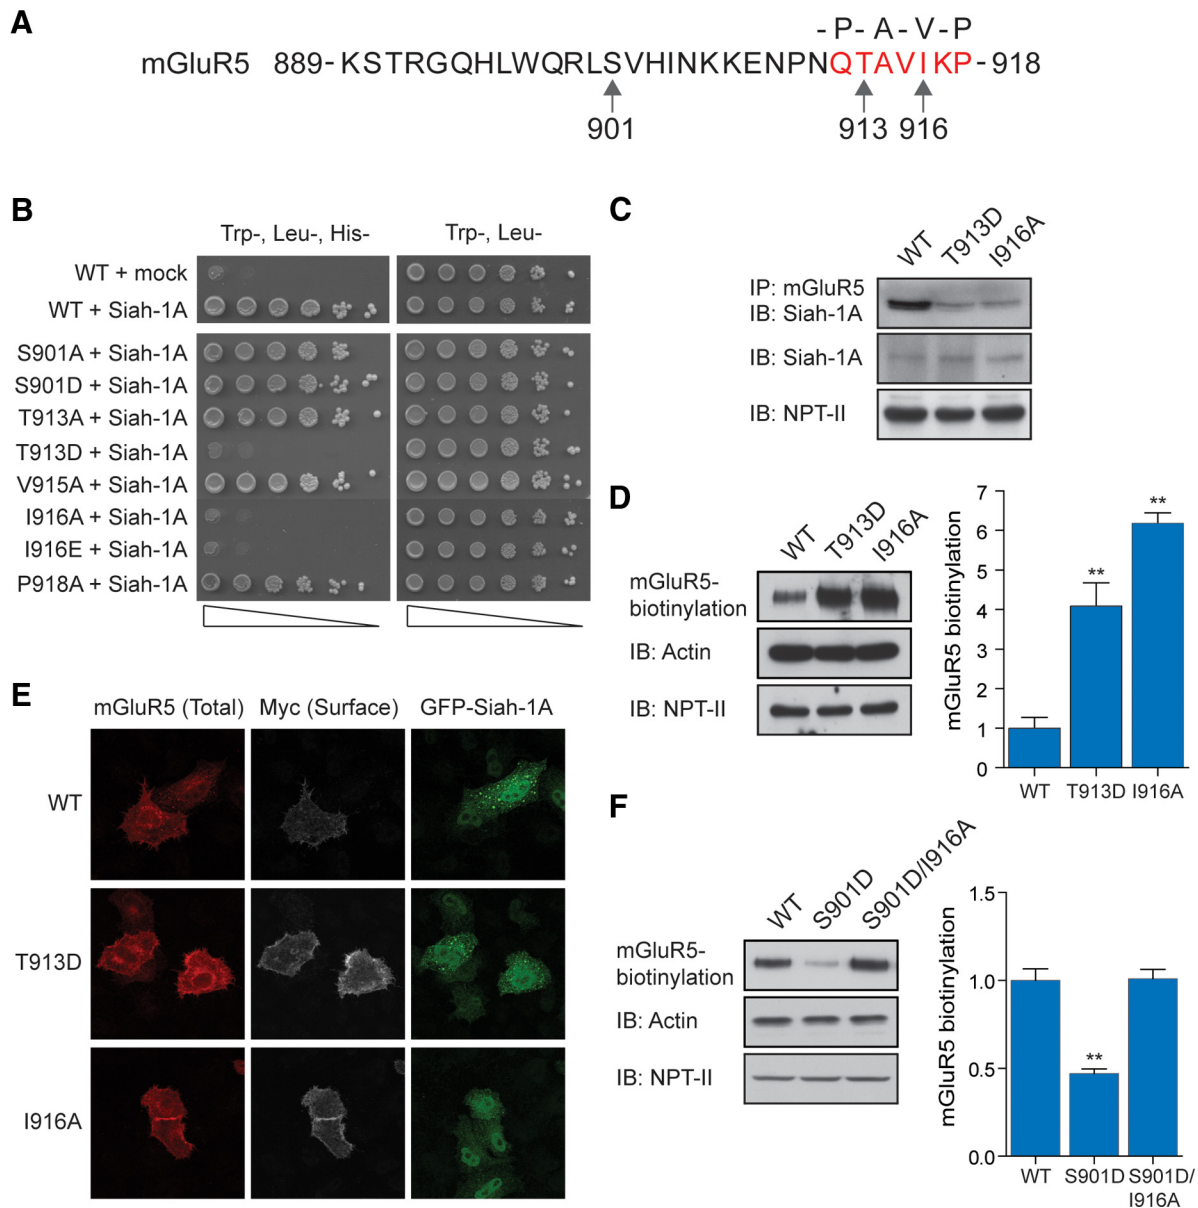 A
-P-A-V-P
mGluR5 889-KSTRGQHLWQRLSVHINKKENPNQTAVIKP-918
901 913 916
B
Trp-, Leu-, His- Trp-, Leu-
WT + mock
WT + Siah-1A
S901A + Siah-1A
S901D + Siah-1A
T913A + Siah-1A
T913D + Siah-1A
V915A + Siah-1A
I916A + Siah-1A
I916E + Siah-1A
P918A + Siah-1A
C
WT T913D I916A
IP: mGluR5
IB: Siah-1A
IB: Siah-1A
IB: NPT-II
D
WT T913D I916A
mGluR5-
biotinylation
IB: Actin
IB: NPT-II
mGluR5 biotinylation
7
6
5
4
3
2
1
0
** **
WT T913D I916A
E
mGluR5 (Total) Myc (Surface) GFP-Siah-1A
WT
T913D
I916A
F
WT S901D S901D/I916A
mGluR5-
biotinylation
IB: Actin
IB: NPT-II
mGluR5 biotinylation
1.5
1.0
0.5
0.0
**
WT S901D S901D/
I916A